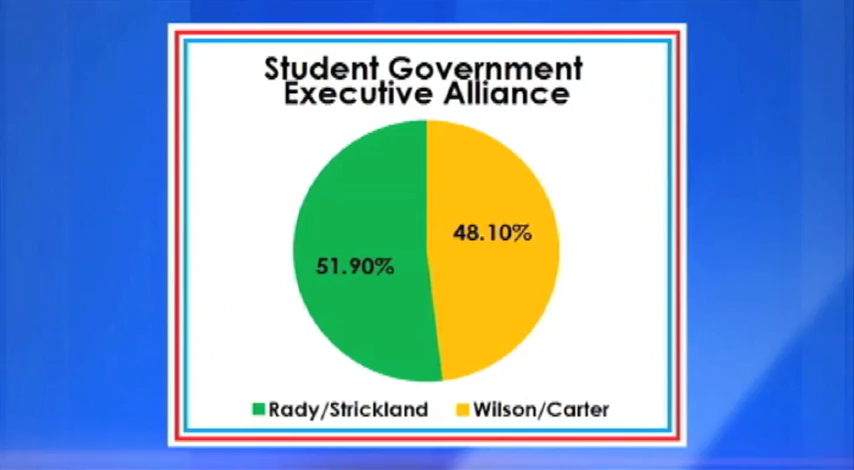 Student Government
Executive Alliance
48.10%
51.90%
Rady/Strickland
Wilson/Carter